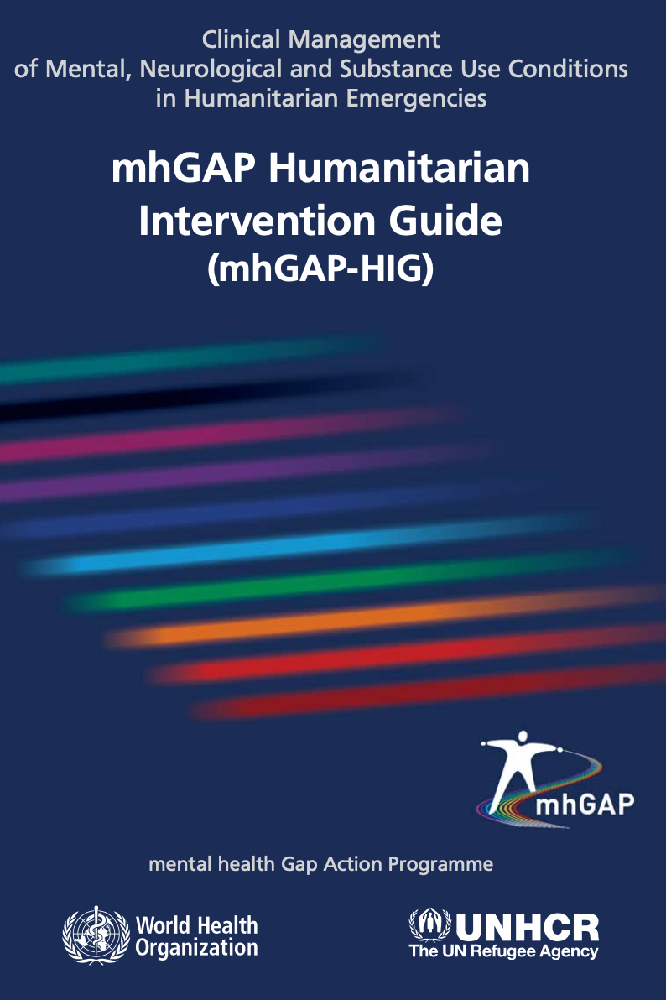 Clinical Management
of Mental, Neurological and Substance Use Conditions
in Humanitarian Emergencies
mhGAP Humanitarian
Intervention Guide
(mhGAP-HIG)
mhGAP
mental health Gap Action Programme
World Health
Organization
UNHCR
The UN Refugee Agency